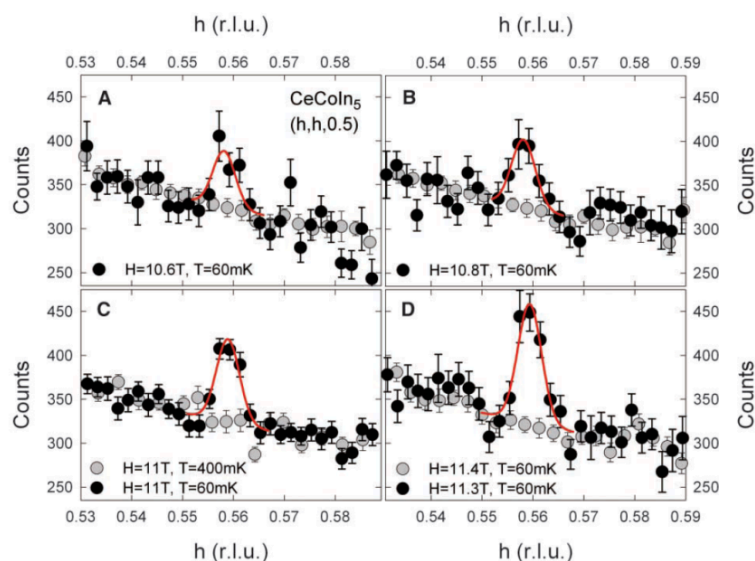 h (r.l.u.) h (r.l.u.)
0.53 0.54 0.55 0.56 0.57 0.58 0.54 0.55 0.56 0.57 0.58 0.59
450 A CeCoIn₅ B 450
(h,h,0.5)
400 400
Counts Counts
350 350
300 300
250 H=10.6T, T=60mK H=10.8T, T=60mK 250
450 C D 450
400 400
Counts Counts
350 350
300 H=11T, T=400mK H=11.4T, T=60mK 300
H=11T, T=60mK H=11.3T, T=60mK
250 250
0.53 0.54 0.55 0.56 0.57 0.58 0.54 0.55 0.56 0.57 0.58 0.59
h (r.l.u.) h (r.l.u.)